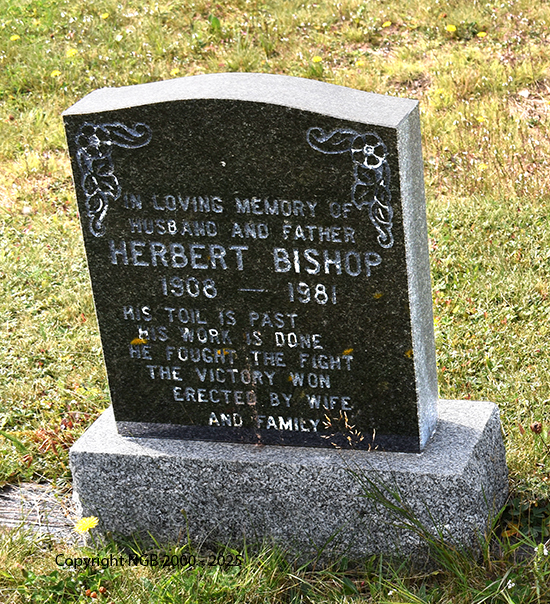 IN LOVING MEMORY OF
HUSBAND AND FATHER
HERBERT BISHOP
1908 — 1981
HIS TOIL IS PAST
HIS WORK IS DONE
HE FOUGHT THE FIGHT
THE VICTORY WON
ERECTED BY WIFE
AND FAMILY
Copyright NGB 2000 - 2025